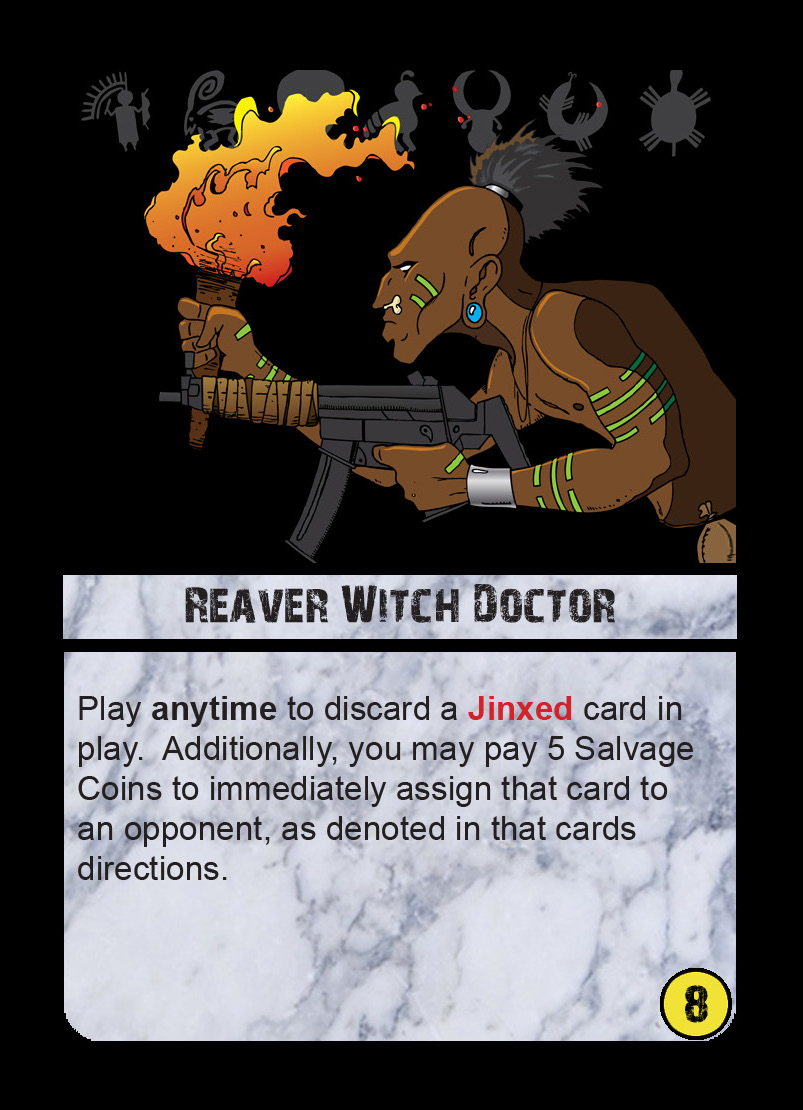 Reaver Witch Doctor
Play anytime to discard a Jinxed card in
play.  Additionally, you may pay 5 Salvage
Coins to immediately assign that card to
an opponent, as denoted in that cards
directions.
8